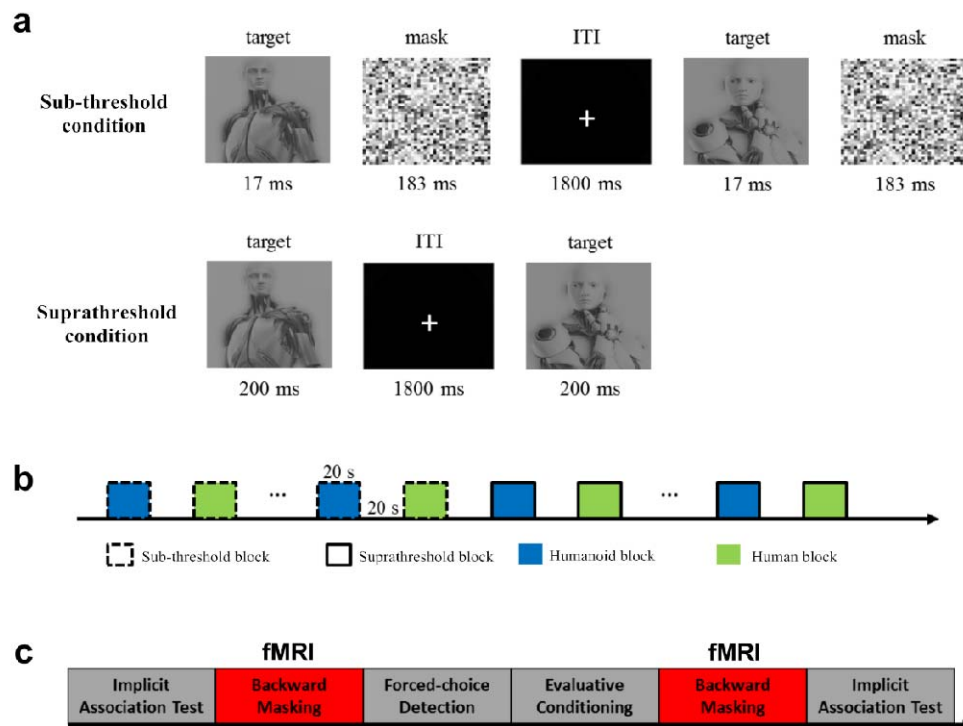 a
target mask ITI target mask
Sub-threshold
condition
17 ms 183 ms 1800 ms 17 ms 183 ms
target ITI target
Suprathreshold
condition
200 ms 1800 ms 200 ms
b
20 s
...
20 s
...
Sub-threshold block Suprathreshold block Humanoid block Human block
c
fMRI fMRI
Implicit Association Test
Backward Masking
Forced-choice Detection
Evaluative Conditioning
Backward Masking
Implicit Association Test